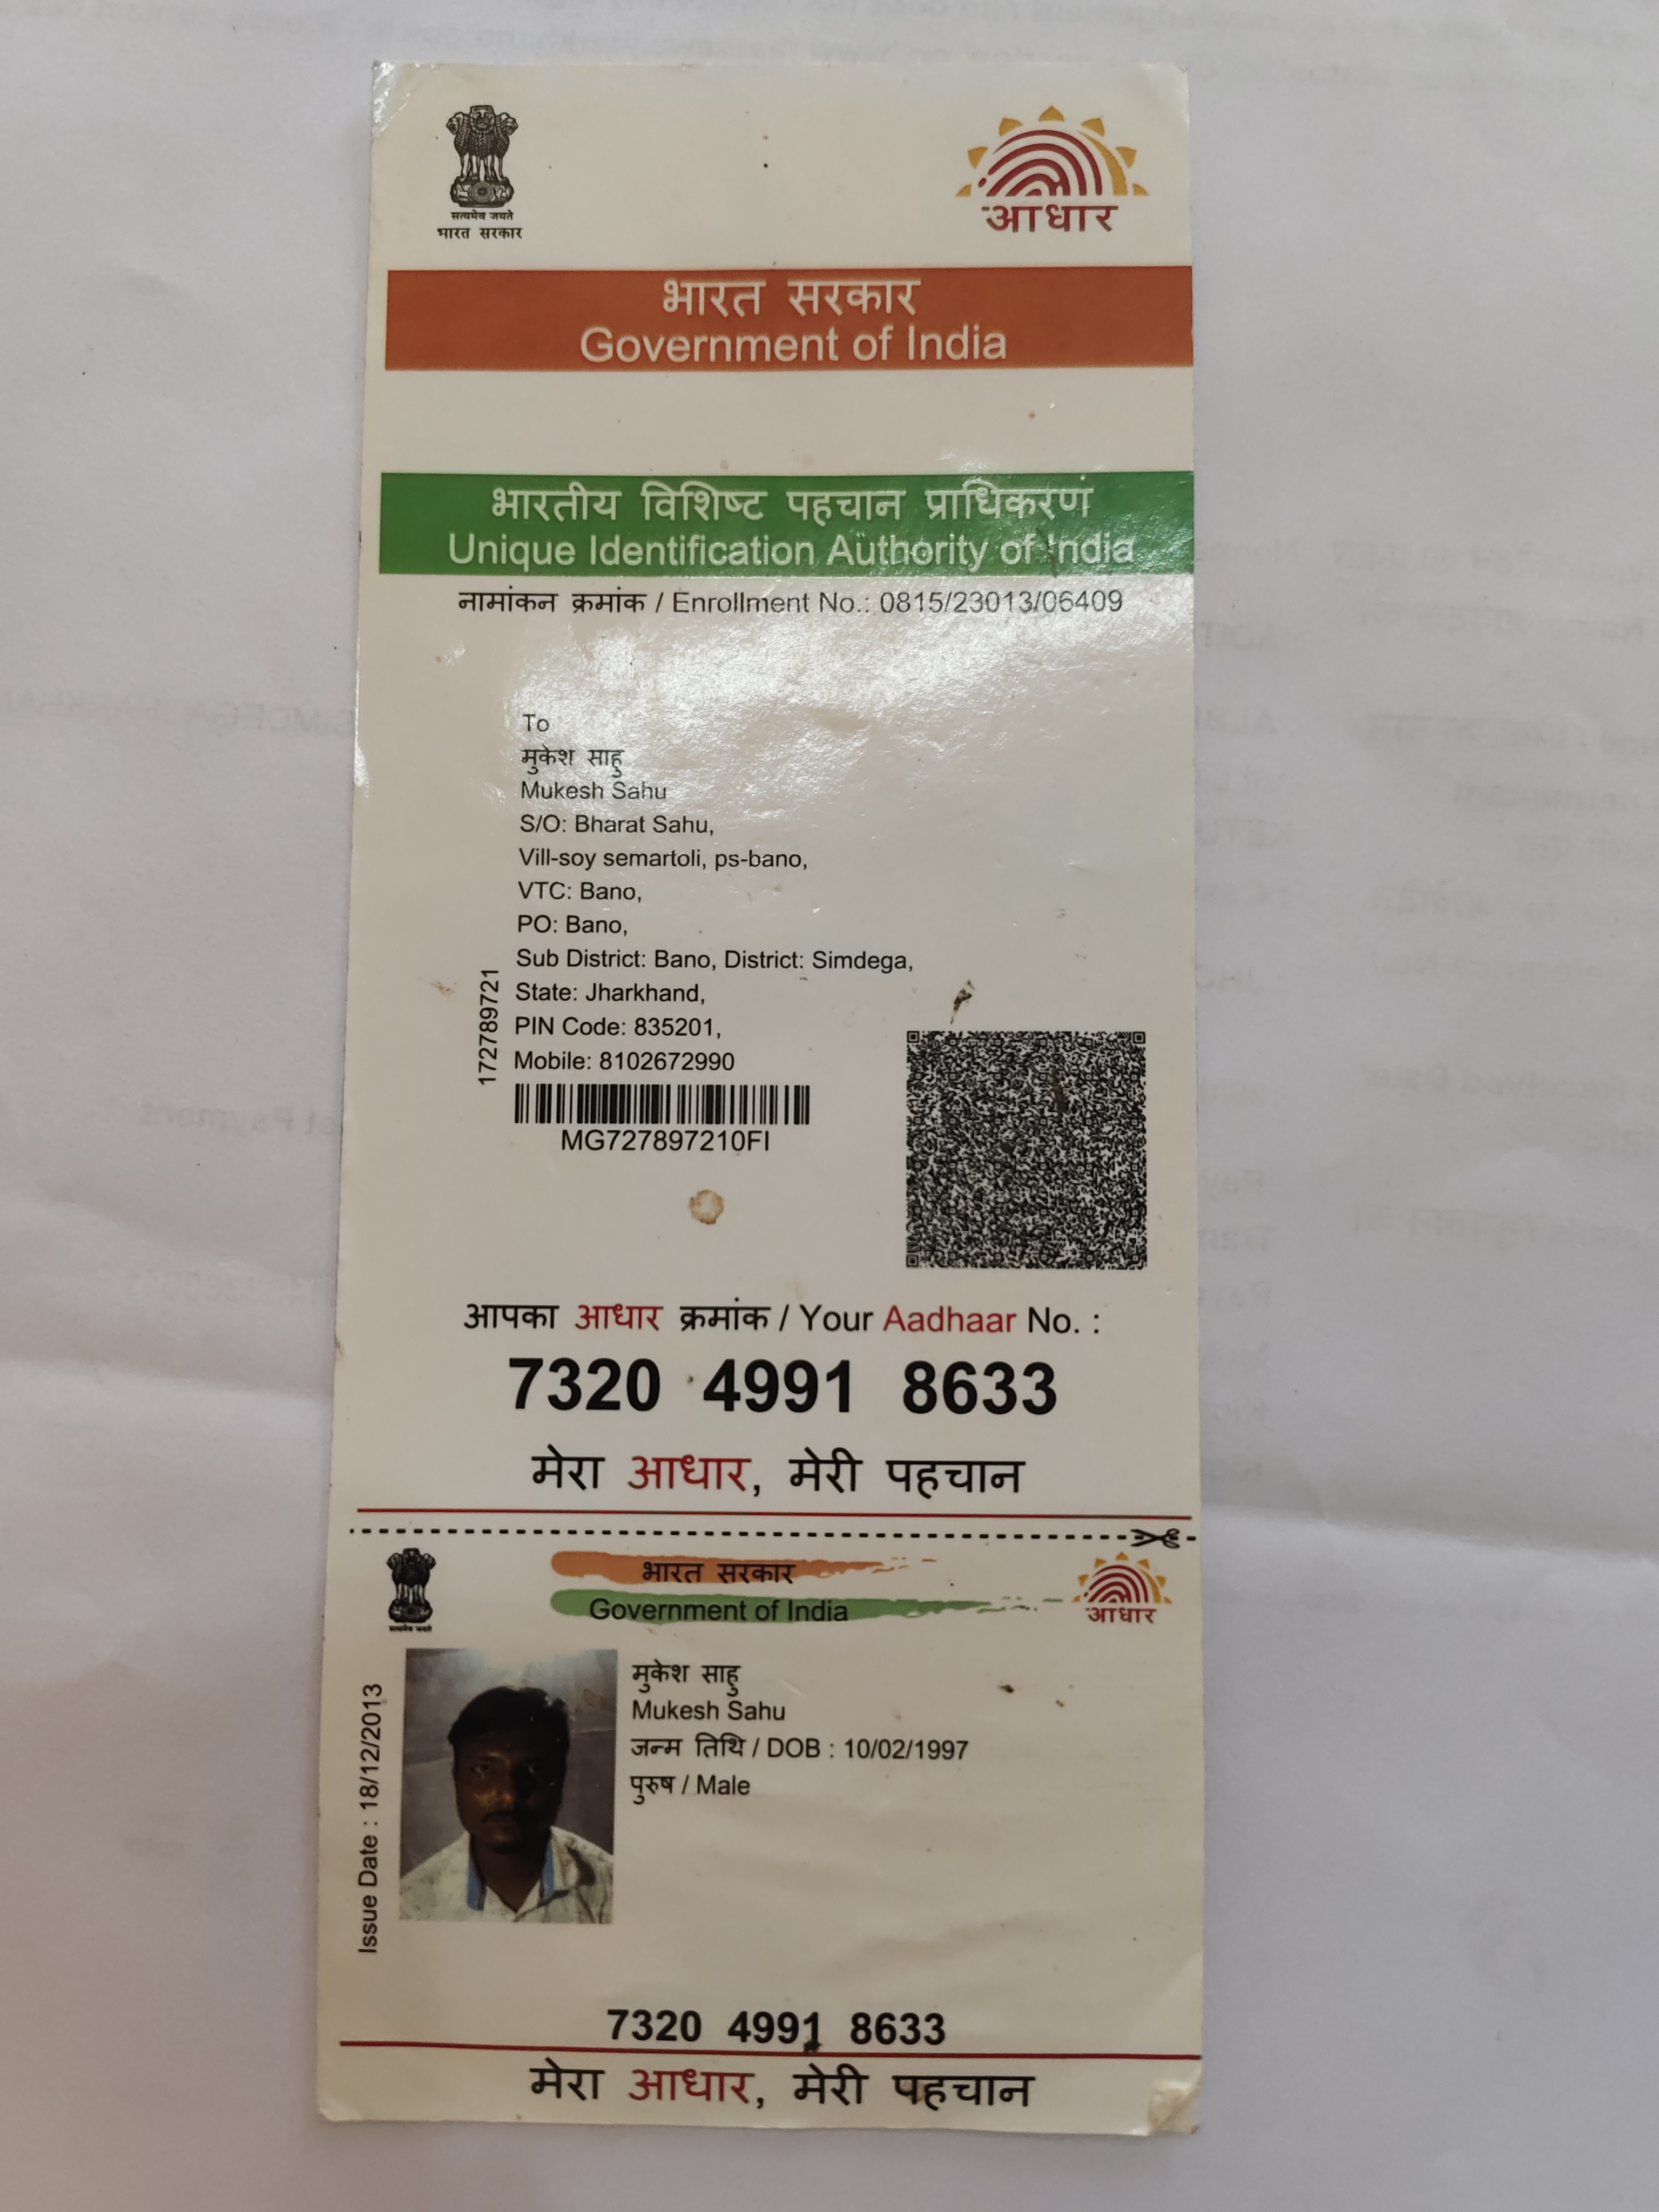 सत्यमेव जयते
भारत सरकार
आधार
भारत सरकार
Government of India
भारतीय विशिष्ट पहचान प्राधिकरण
Unique Identification Authority of India
नामांकन क्रमांक / Enrollment No.: 0815/23013/06409
To
मुकेश साहु
Mukesh Sahu
S/O: Bharat Sahu,
Vill-soy semartoli, ps-bano,
VTC: Bano,
PO: Bano,
Sub District: Bano, District: Simdega,
State: Jharkhand,
PIN Code: 835201,
Mobile: 8102672990
1727789721
MG727897210FI
आपका आधार क्रमांक / Your Aadhaar No. :
7320 4991 8633
मेरा आधार, मेरी पहचान
भारत सरकार
Government of India
सत्यमेव जयते
आधार
Issue Date : 18/12/2013
मुकेश साहु
Mukesh Sahu
जन्म तिथि / DOB : 10/02/1997
पुरुष / Male
7320 4991 8633
मेरा आधार, मेरी पहचान